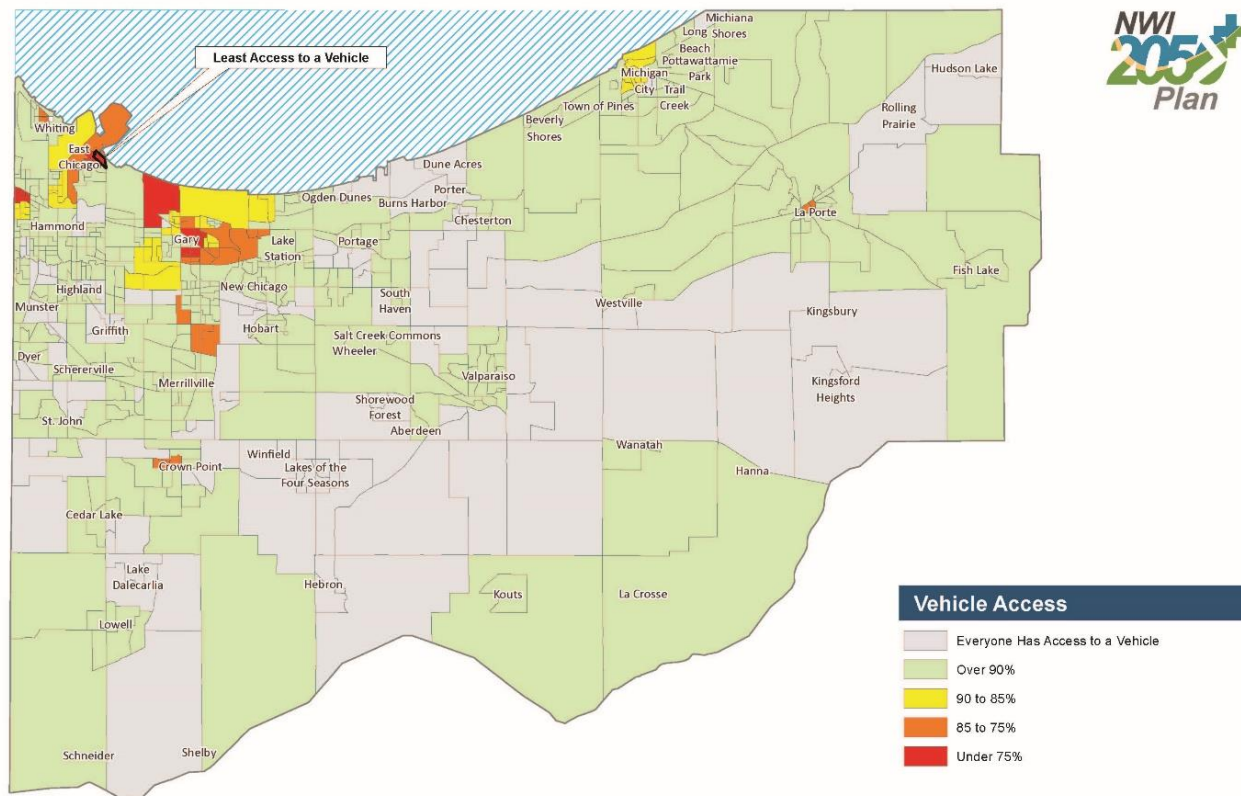 Michiana
Shores
Long
Beach
Pottawattamie
Park
Michigan
City
Trail
Creek
Hudson Lake
Least Access to a Vehicle
NWI
2050
Plan
Rolling
Prairie
Town of Pines
Beverly
Shores
Whiting
East
Chicago
Dune Acres
Porter
Ogden Dunes
Burns Harbor
Chesterton
La Porte
Hammond
Gary
Lake
Station
Portage
Fish Lake
Highland
New Chicago
South
Haven
Westville
Kingsbury
Munster
Griffith
Hobart
Salt Creek Commons
Wheeler
Dyer
Schererville
Merrillville
Valparaiso
Kingsford
Heights
Shorewood
Forest
Aberdeen
St. John
Wanatah
Hanna
Winfield
Crown Point
Lakes of the
Four Seasons
Cedar Lake
Lake
Dalecarlia
Hebron
Kouts
La Crosse
Lowell
Schneider
Shelby
Vehicle Access
Everyone Has Access to a Vehicle
Over 90%
90 to 85%
85 to 75%
Under 75%